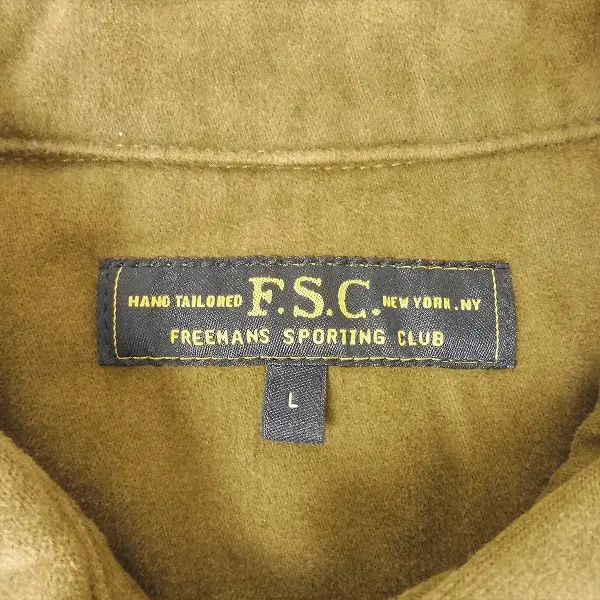 HAND TAILORED F.S.C. NEW YORK.NY
FREEMANS SPORTING CLUB
L